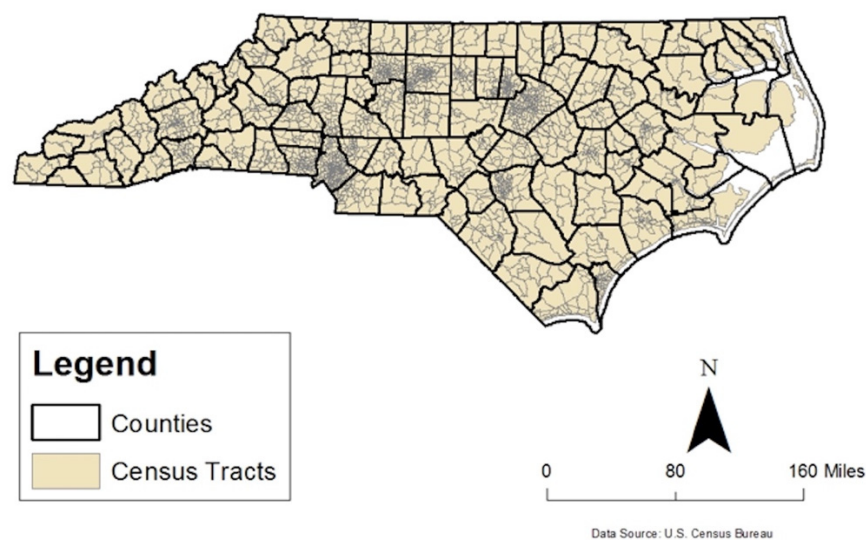 Legend
Counties
Census Tracts
N
0 80 160 Miles
Data Source: U.S. Census Bureau